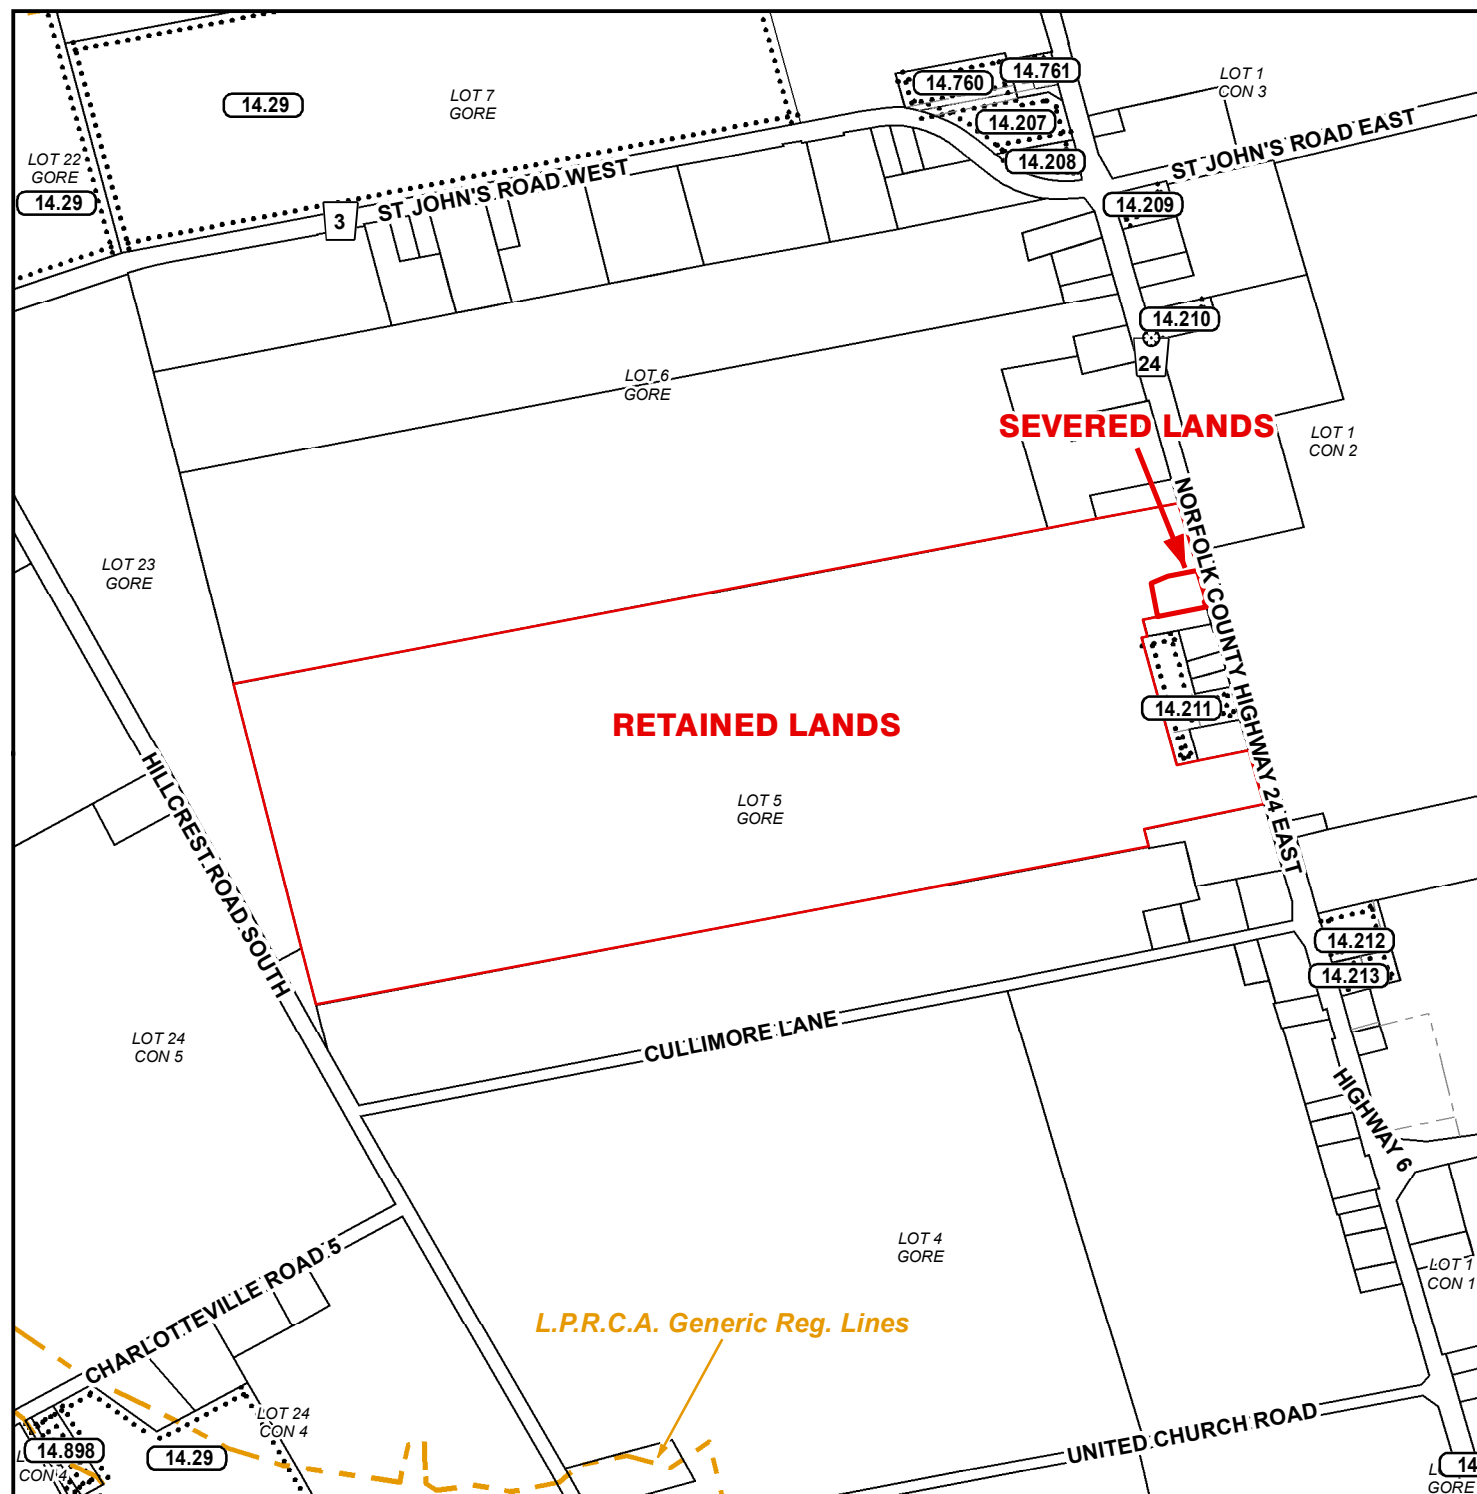 14.760
14.761
LOT 1
CON 3
LOT 7
GORE
14.29
14.207
ST JOHN'S ROAD EAST
14.208
LOT 22
GORE
14.29
ST JOHN'S ROAD WEST
3
14.209
14.210
24
LOT 6
GORE
SEVERED LANDS
LOT 1
CON 2
NORFOLK COUNTY HIGHWAY 24 EAST
LOT 23
GORE
14.211
RETAINED LANDS
LOT 5
GORE
HILLCREST ROAD SOUTH
14.212
14.213
LOT 24
CON 5
CULLIMORE LANE
HIGHWAY 6
LOT 4
GORE
LOT 1
CON 1
CHARLOTTEVILLE ROAD 5
L.P.R.C.A. Generic Reg. Lines
LOT 24
CON 4
UNITED CHURCH ROAD
14.898
CON 4
14.29
14
GORE